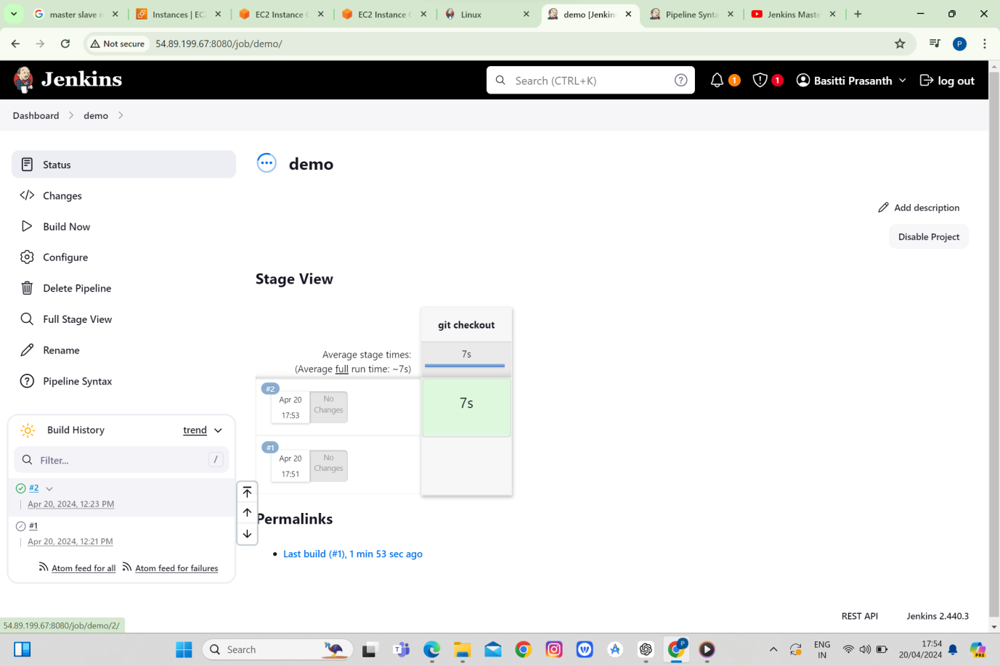 master slave n
Instances | EC
EC2 Instance C
EC2 Instance C
Linux
demo [Jenkin
Pipeline Synta
Jenkins Maste
Not secure
54.89.199.67:8080/job/demo/
P
Jenkins
Search (CTRL+K)
?
1
1
Basitti Prasanth
log out
Dashboard
demo
Status
Changes
Build Now
Configure
Delete Pipeline
Full Stage View
Rename
Pipeline Syntax
demo
Add description
Disable Project
Stage View
git checkout
Average stage times:
(Average full run time: ~7s)
7s
#2
Apr 20
17:53
No
Changes
7s
#1
Apr 20
17:51
No
Changes
Permalinks
Last build (#1), 1 min 53 sec ago
Build History
trend
Filter...
/
#2
Apr 20, 2024, 12:23 PM
#1
Apr 20, 2024, 12:21 PM
Atom feed for all
Atom feed for failures
REST API
Jenkins 2.440.3
54.89.199.67:8080/job/demo/2/
Search
P
ENG
IN
17:54
20/04/2024
PRE